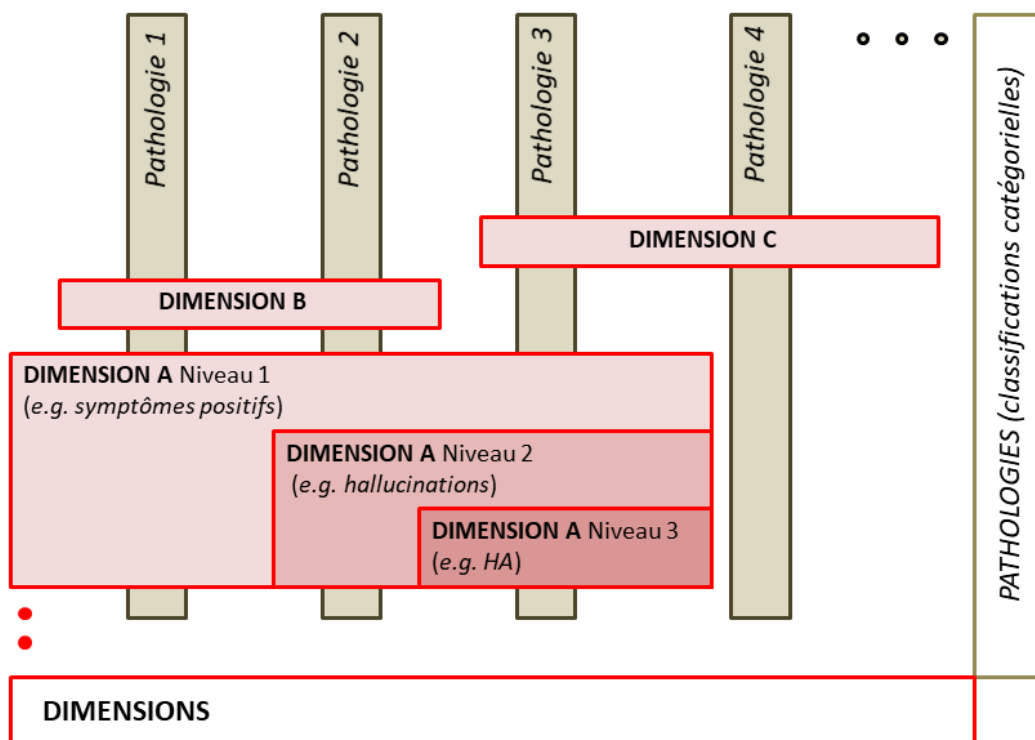 Pathologie 1
Pathologie 2
Pathologie 3
Pathologie 4
PATHOLOGIES (classifications catégorielles)
DIMENSION C
DIMENSION B
DIMENSION A Niveau 1
(e.g. symptômes positifs)
DIMENSION A Niveau 2
(e.g. hallucinations)
DIMENSION A Niveau 3
(e.g. HA)
DIMENSIONS